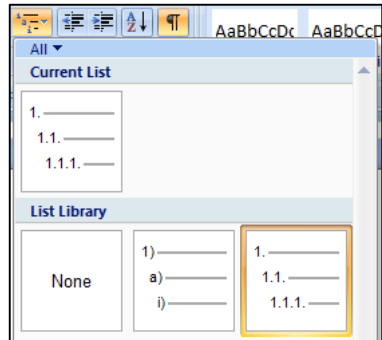 AaBbCcDc AaBbCcD
All
Current List
1.
1.1.
1.1.1.
List Library
None
1)
a)
i)
1.
1.1.
1.1.1.